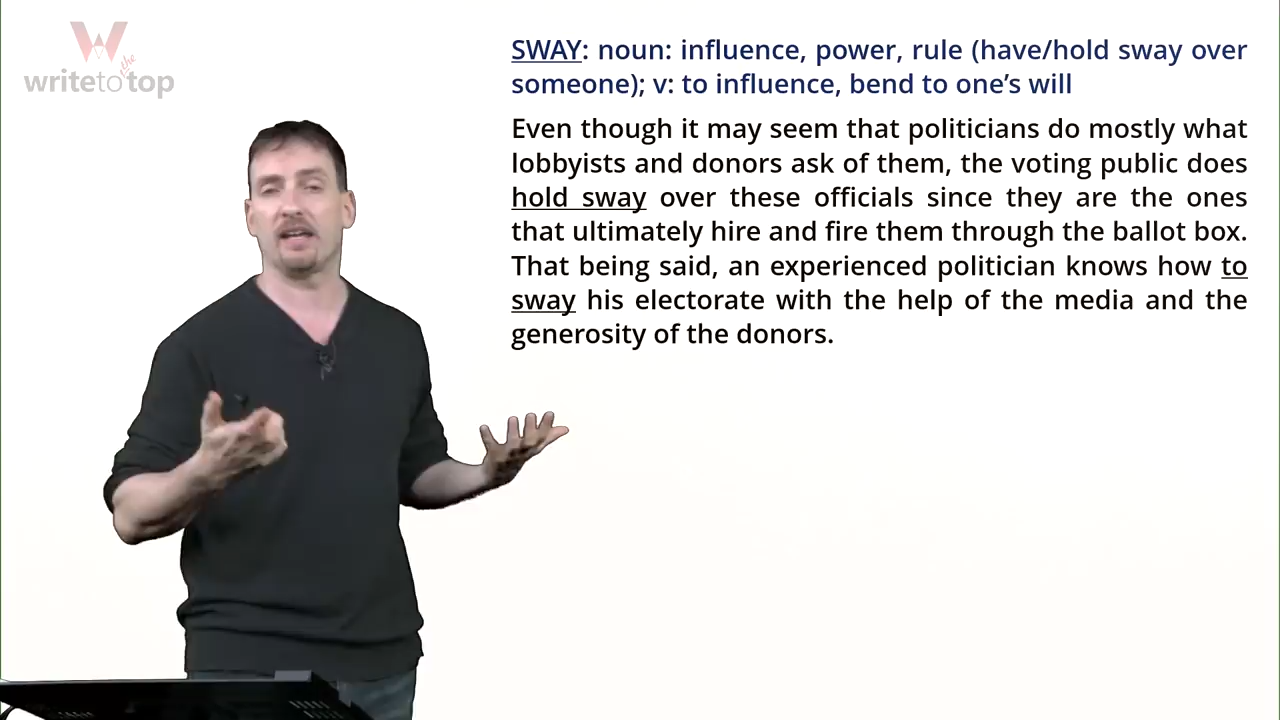 W
writetothetop
SWAY: noun: influence, power, rule (have/hold sway over
someone); v: to influence, bend to one’s will
Even though it may seem that politicians do mostly what
lobbyists and donors ask of them, the voting public does
hold sway over these officials since they are the ones
that ultimately hire and fire them through the ballot box.
That being said, an experienced politician knows how to
sway his electorate with the help of the media and the
generosity of the donors.